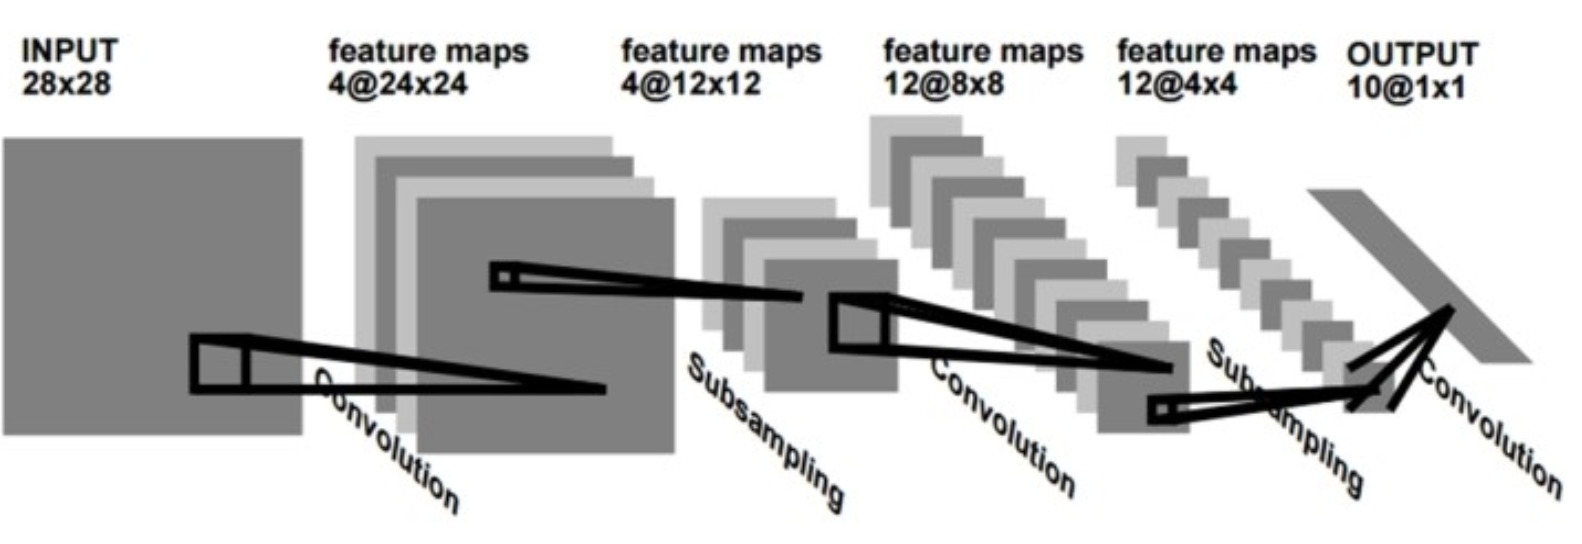 INPUT
28x28
feature maps
4@24x24
feature maps
4@12x12
feature maps
12@8x8
feature maps
12@4x4
OUTPUT
10@1x1
Convolution
Subsampling
Convolution
Subsampling
Convolution